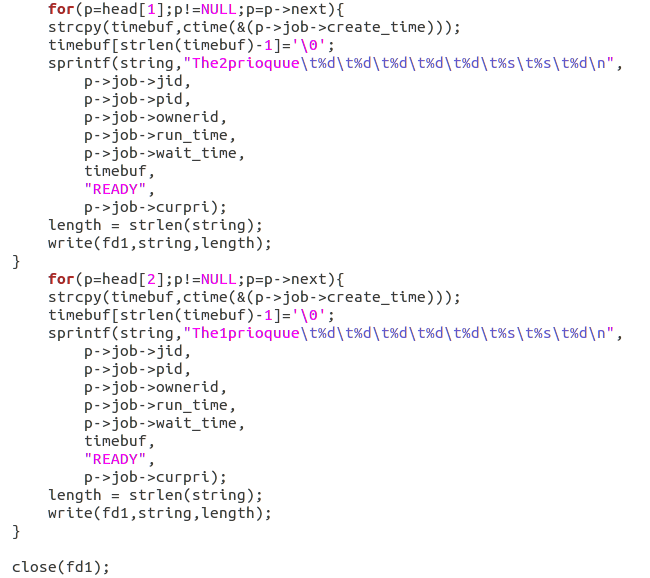 for(p=head[1];p!=NULL;p=p->next){
    strcpy(timebuf,ctime(&(p->job->create_time)));
    timebuf[strlen(timebuf)-1]='\0';
    sprintf(string,"The2prioquue\t%d\t%d\t%d\t%d\t%d\t%s\t%s\t%d\n",
        p->job->jid,
        p->job->pid,
        p->job->ownerid,
        p->job->run_time,
        p->job->wait_time,
        timebuf,
        "READY",
        p->job->curpri);
    length = strlen(string);
    write(fd1,string,length);
}
    for(p=head[2];p!=NULL;p=p->next){
    strcpy(timebuf,ctime(&(p->job->create_time)));
    timebuf[strlen(timebuf)-1]='\0';
    sprintf(string,"The1prioquue\t%d\t%d\t%d\t%d\t%d\t%s\t%s\t%d\n",
        p->job->jid,
        p->job->pid,
        p->job->ownerid,
        p->job->run_time,
        p->job->wait_time,
        timebuf,
        "READY",
        p->job->curpri);
    length = strlen(string);
    write(fd1,string,length);
}

close(fd1);